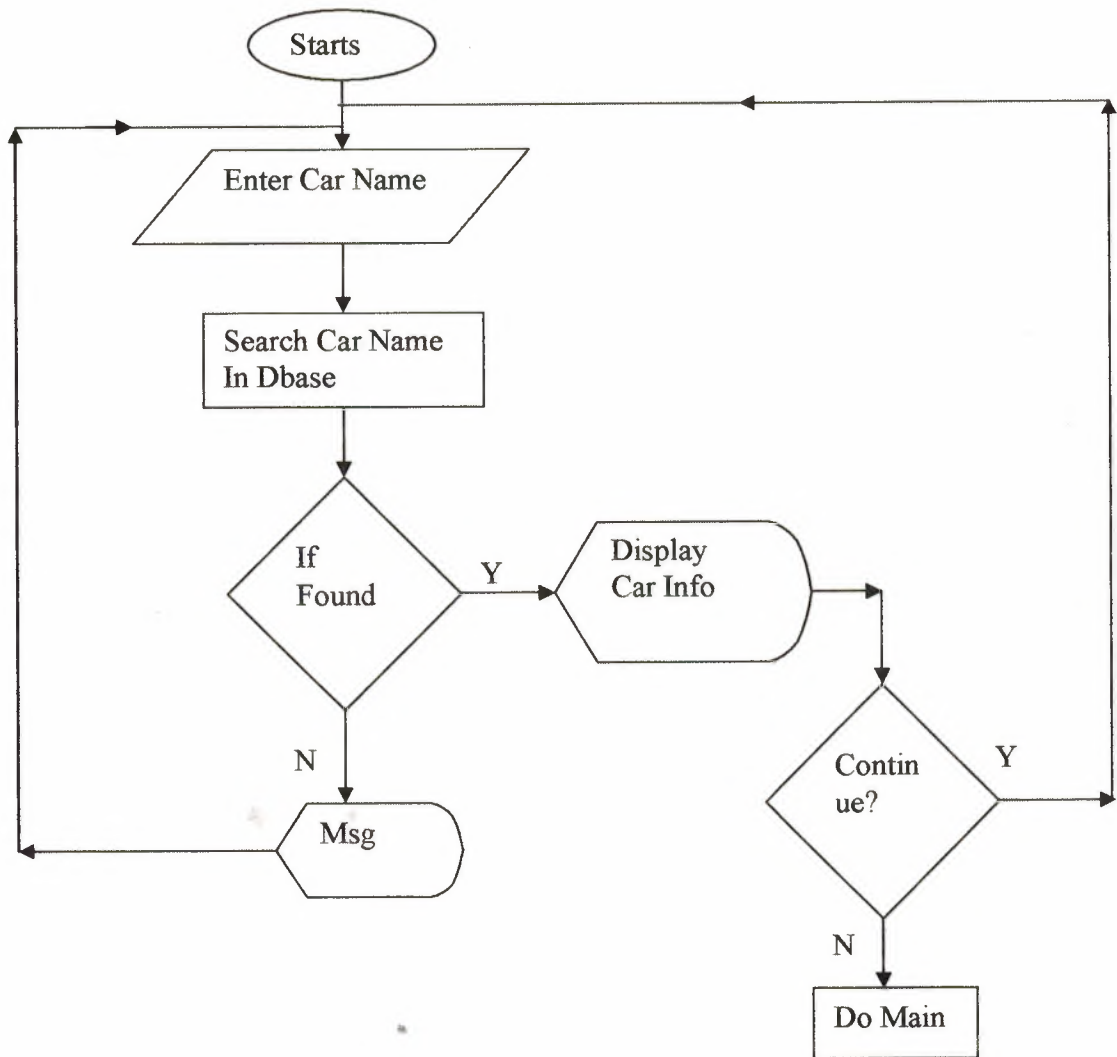 Starts
Enter Car Name
Search Car Name
In Dbase
If
Found
Y
Display
Car Info
N
Msg
Contin
ue?
Y
N
Do Main